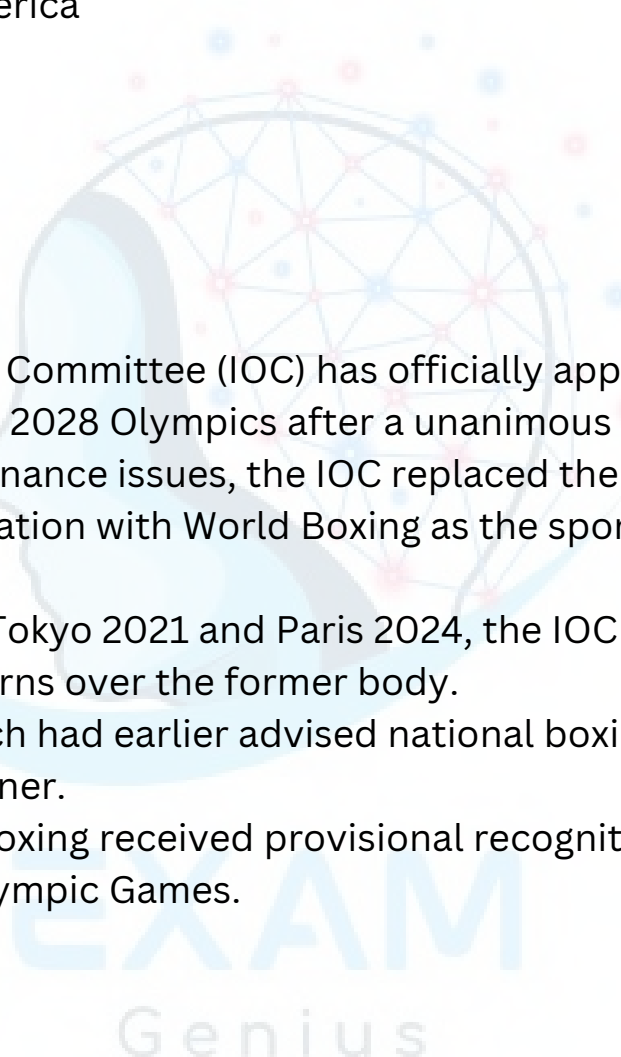 erica
Committee (IOC) has officially app
2028 Olympics after a unanimous
nance issues, the IOC replaced the
ation with World Boxing as the spor
Tokyo 2021 and Paris 2024, the IOC
rns over the former body.
ch had earlier advised national boxi
ner.
oxing received provisional recognit
ympic Games.
EXAM
Genius